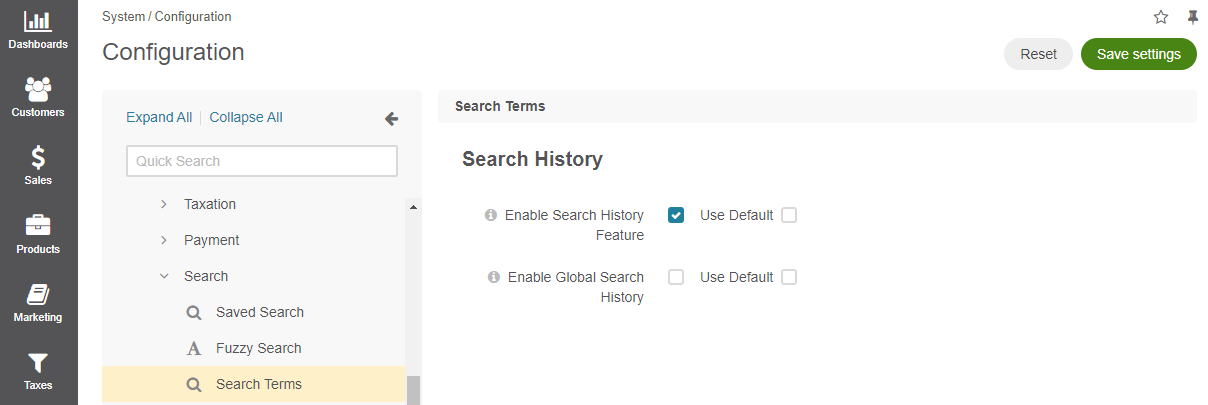 Dashboards
Customers
Sales
Products
Marketing
Taxes
System / Configuration
Configuration
Reset
Save settings
Expand All
Collapse All
Quick Search
Taxation
Payment
Search
Saved Search
A Fuzzy Search
Search Terms
Search Terms
Search History
Enable Search History
Feature
Use Default
Enable Global Search
History
Use Default